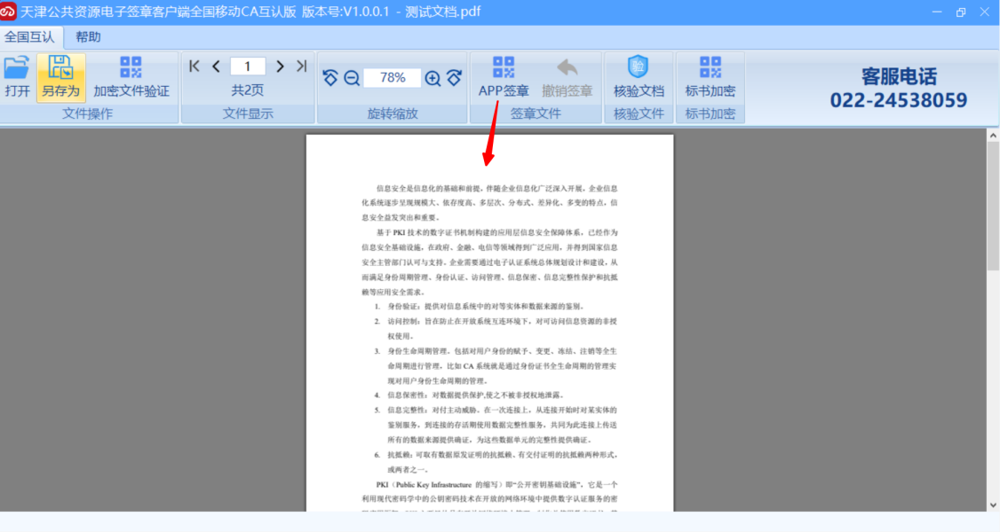 天津公共资源电子签章客户端全国移动CA互认版 版本号:V1.0.0.1 - 测试文档.pdf
全国互认 帮助
1 78%
打开 另存为 加密文件验证 共2页 APP签章 撤销签章 核验文档 标书加密
文件操作 文件显示 旋转缩放 签章文件 核验文件 标书加密
客服电话
022-24538059
信息安全是信息化的基础和前提，伴随企业信息化广泛深入开展，企业信息
化系统逐步呈现规模大、依存度高、多层次、分布式、差异化、多变的特点，信
息安全益发突出和重要。
基于 PKI 技术的数字证书机制构建的应用层信息安全保障体系，已经作为
信息安全基础设施，在政府、金融、电信等领域得到广泛应用，并得到国家信息
安全主管部门认可与支持。企业需要通过电子认证系统总体规划设计和建设，从
而满足身份周期管理、身份认证、访问管理、信息保密、信息完整性保护和抗抵
赖等应用安全需求。
1. 身份验证：提供对信息系统中的对等实体和数据来源的鉴别。
2. 访问控制：旨在防止在开放系统互连环境下，对可访问信息资源的非授
权使用。
3. 身份生命周期管理、包括对用户身份的赋予、变更、冻结、注销等全生
命周期进行管理，比如 CA 系统就是通过身份证书全生命周期的管理实
现对用户身份生命周期的管理。
4. 信息保密性：对数据提供保护,使之不被非授权地泄露。
5. 信息完整性：对付主动威胁、在一次连接上，从连接开始时对某实体的
鉴别服务，到连接的存活期使用数据完整性服务，共同为此连接上传送
所有的数据来源提供确证，为这些数据单元的完整性提供确证。
6. 抗抵赖：可取有数据原发证明的抗抵赖、有交付证明的抗抵赖两种形式，
或两者之一。
PKI（Public Key Infrastructure 的缩写）即“公开密钥基础设施”，它是一个
利用现代密码学中的公钥密码技术在开放的网络环境中提供数字认证服务的密